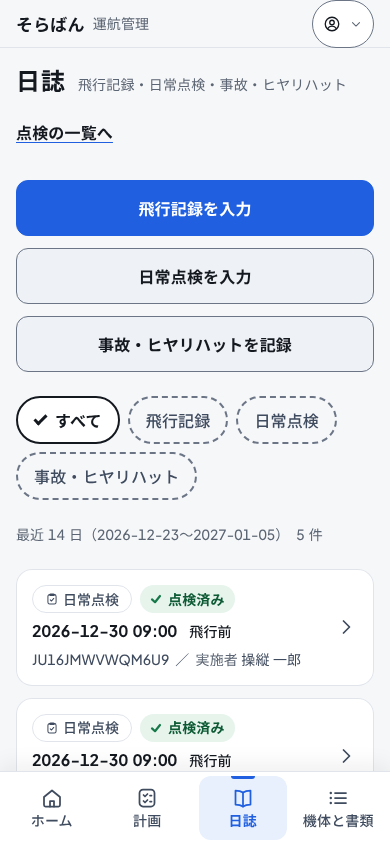 そらばん 運航管理
日誌 飛行記録・日常点検・事故・ヒヤリハット
点検の一覧へ
飛行記録を入力
日常点検を入力
事故・ヒヤリハットを記録
すべて 飛行記録 日常点検
事故・ヒヤリハット
最近 14 日（2026-12-23〜2027-01-05） 5 件
日常点検 点検済み
2026-12-30 09:00 飛行前
JU16JMWVWQM6U9 ／ 実施者 操縦 一郎
日常点検 点検済み
2026-12-30 09:00 飛行前
ホーム 計画 日誌 機体と書類